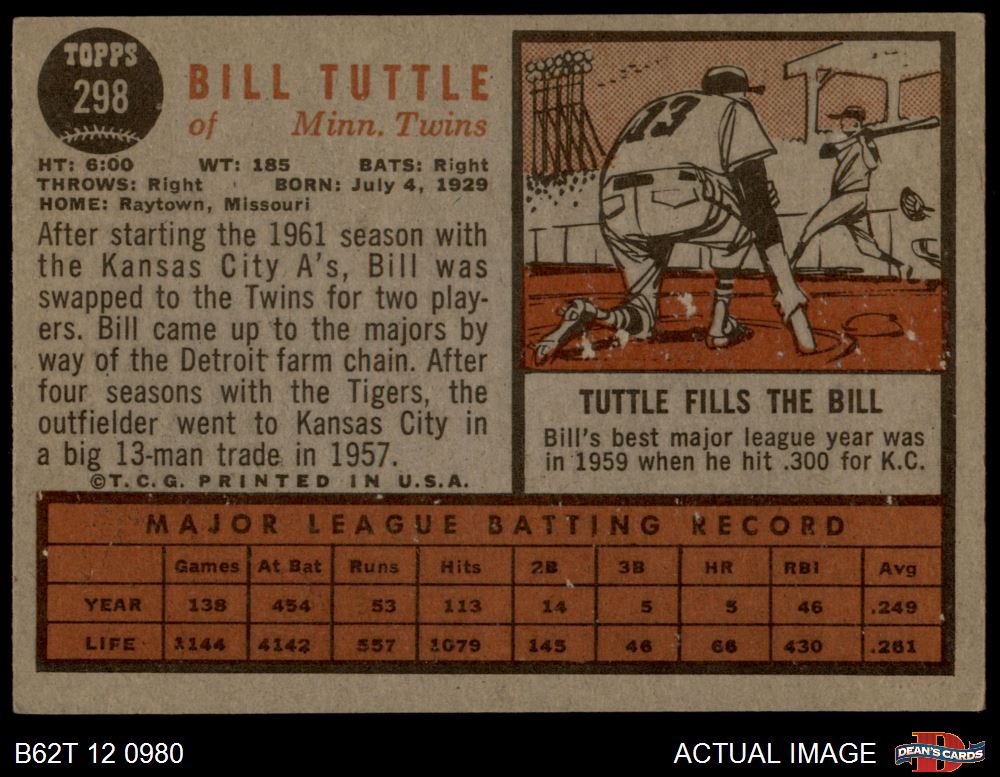 TOPPS
298
BILL TUTTLE
of Minn. Twins
HT: 6:00 WT: 185 BATS: Right
THROWS: Right BORN: July 4, 1929
HOME: Raytown, Missouri
After starting the 1961 season with
the Kansas City A's, Bill was
swapped to the Twins for two play-
ers. Bill came up to the majors by
way of the Detroit farm chain. After
four seasons with the Tigers, the
outfielder went to Kansas City in
a big 13-man trade in 1957.
©T.C.G. PRINTED IN U.S.A.
13
TUTTLE FILLS THE BILL
Bill's best major league year was
in 1959 when he hit .300 for K.C.
MAJOR LEAGUE BATTING RECORD
Games At Bat Runs Hits 2B 3B HR RBI Avg
YEAR 138 454 53 113 14 5 5 46 .249
LIFE 1144 4142 557 1079 145 46 66 430 .261
B62T 12 0980
ACTUAL IMAGE
D
DEAN'S CARDS